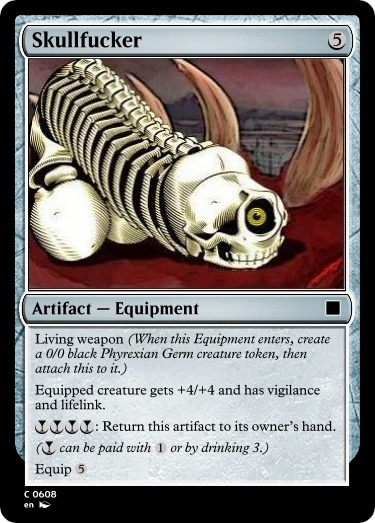 Skullfucker 5
Artifact — Equipment
Living weapon (When this Equipment enters, create
a 0/0 black Phyrexian Germ creature token, then
attach this to it.)
Equipped creature gets +4/+4 and has vigilance
and lifelink.
: Return this artifact to its owner's hand.
( can be paid with 1 or by drinking 3.)
Equip 5
C 0608
en